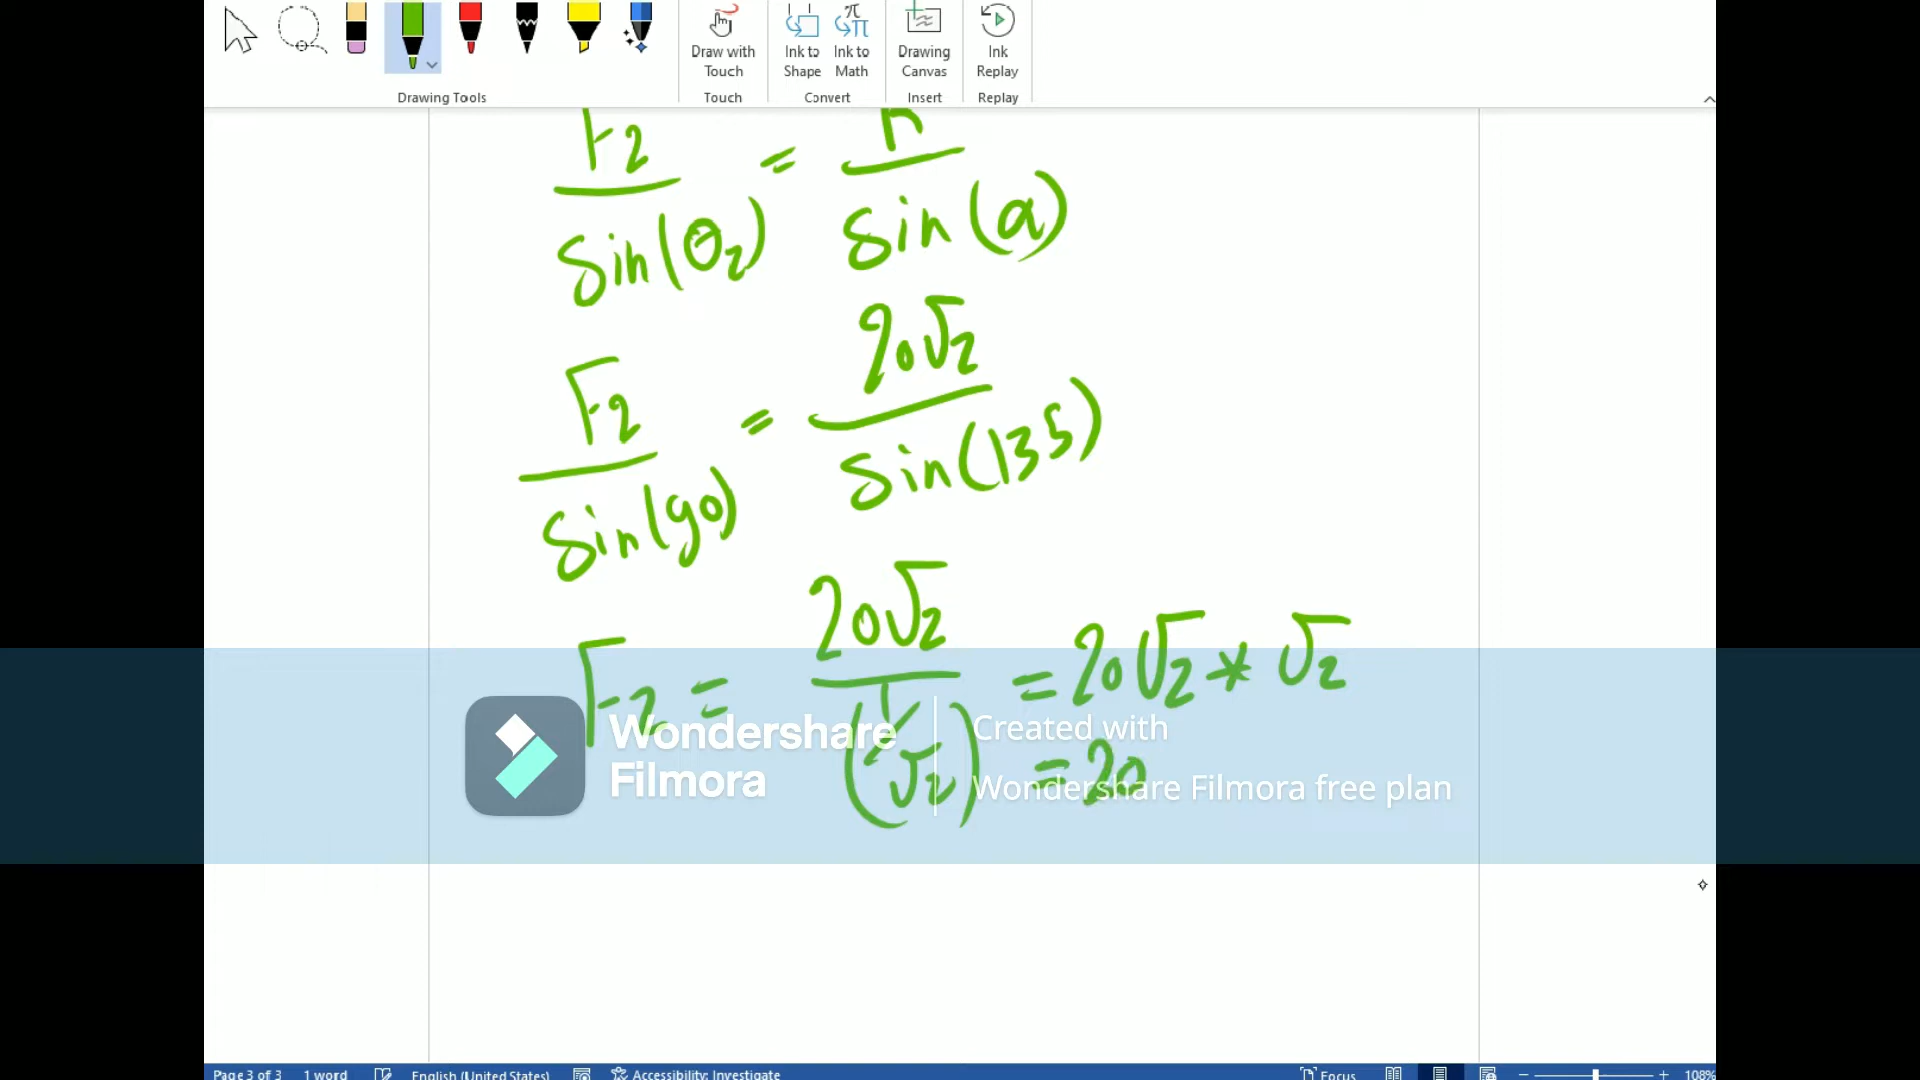 Draw with Touch
Ink to Shape
Ink to Math
Drawing Canvas
Ink Replay
Drawing Tools
Touch
Convert
Insert
Replay
F2 / sin(θ2) = R / sin(a)
F2 / sin(90) = 20√2 / sin(135)
F2 = 20√2 / (1/√2) = 20√2 * √2
= 20
Wondershare Filmora
Created with
Wondershare Filmora free plan
Page 3 of 3 1 word English (United States) Accessibility: Investigate Focus 108%